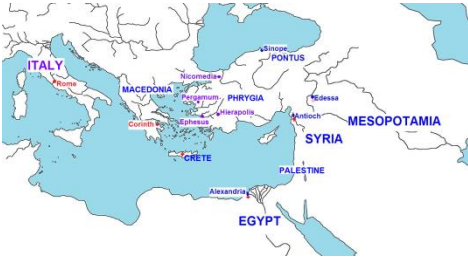 Sinope
PONTUS
ITALY
Nicomedia
Rome
MACEDONIA
Pergamum
PHRYGIA
Edessa
Hierapolis
Antioch
Corinth
Ephesus
MESOPOTAMIA
SYRIA
CRETE
PALESTINE
Alexandria
EGYPT